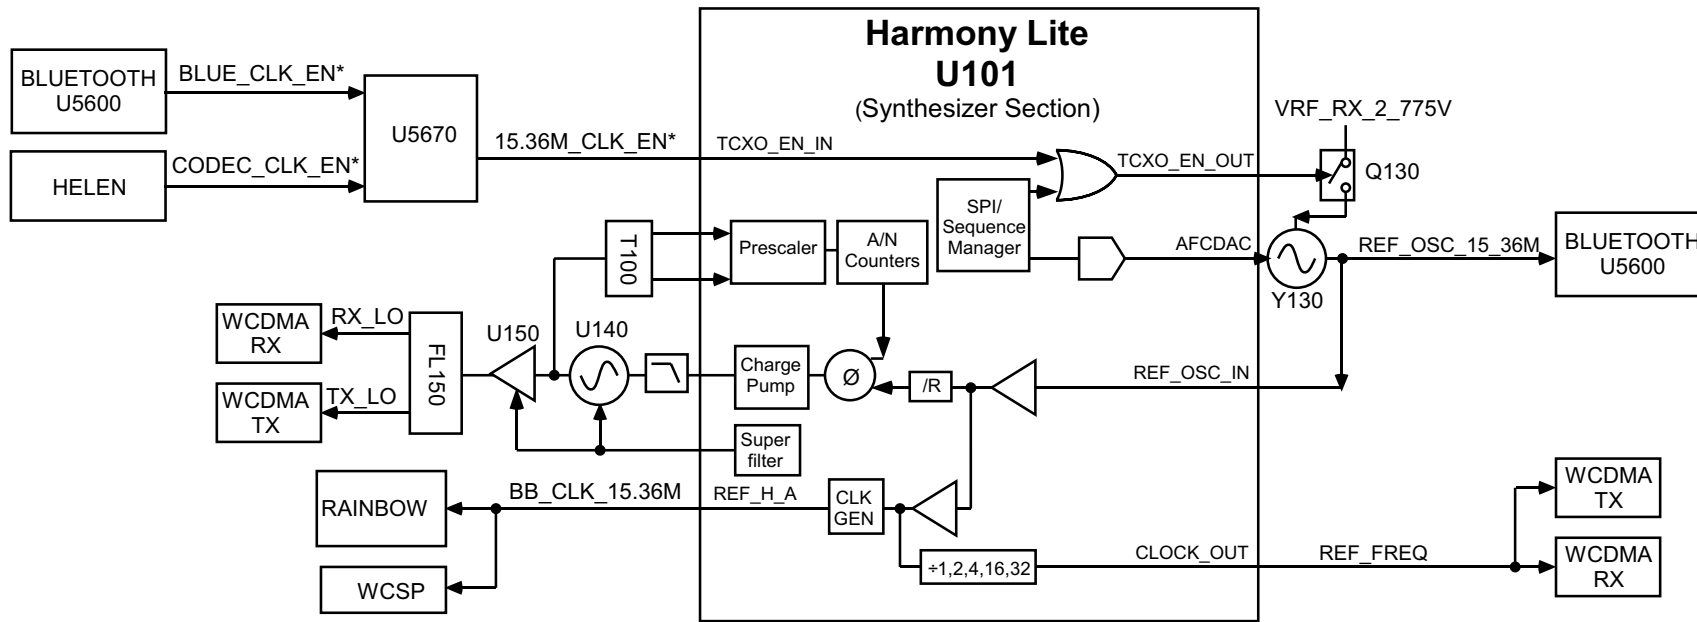 Harmony Lite
U101
(Synthesizer Section)
BLUETOOTH
U5600
BLUE_CLK_EN*
HELEN
CODEC_CLK_EN*
U5670
15.36M_CLK_EN*
TCXO_EN_IN
TCXO_EN_OUT
VRF_RX_2_775V
Q130
SPI/
Sequence
Manager
AFCDAC
Y130
REF_OSC_15_36M
BLUETOOTH
U5600
T100
Prescaler
A/N
Counters
WCDMA
RX
RX_LO
WCDMA
TX
TX_LO
FL150
U150
U140
Charge
Pump
Ø
/R
REF_OSC_IN
Super
filter
RAINBOW
BB_CLK_15.36M
REF_H_A
CLK
GEN
WCSP
÷1,2,4,16,32
CLOCK_OUT
REF_FREQ
WCDMA
TX
WCDMA
RX